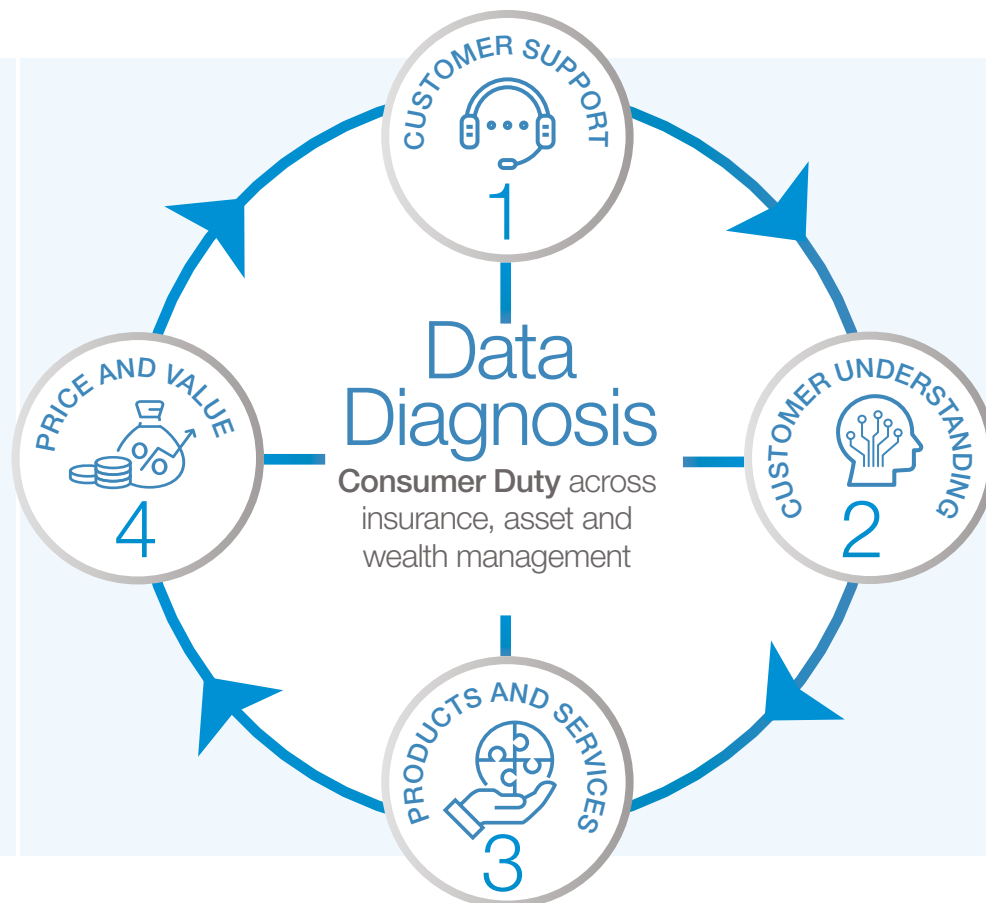 CUSTOMER SUPPORT
1
Data
Diagnosis
Consumer Duty across
insurance, asset and
wealth management
CUSTOMER UNDERSTANDING
2
PRODUCTS AND SERVICES
3
PRICE AND VALUE
4